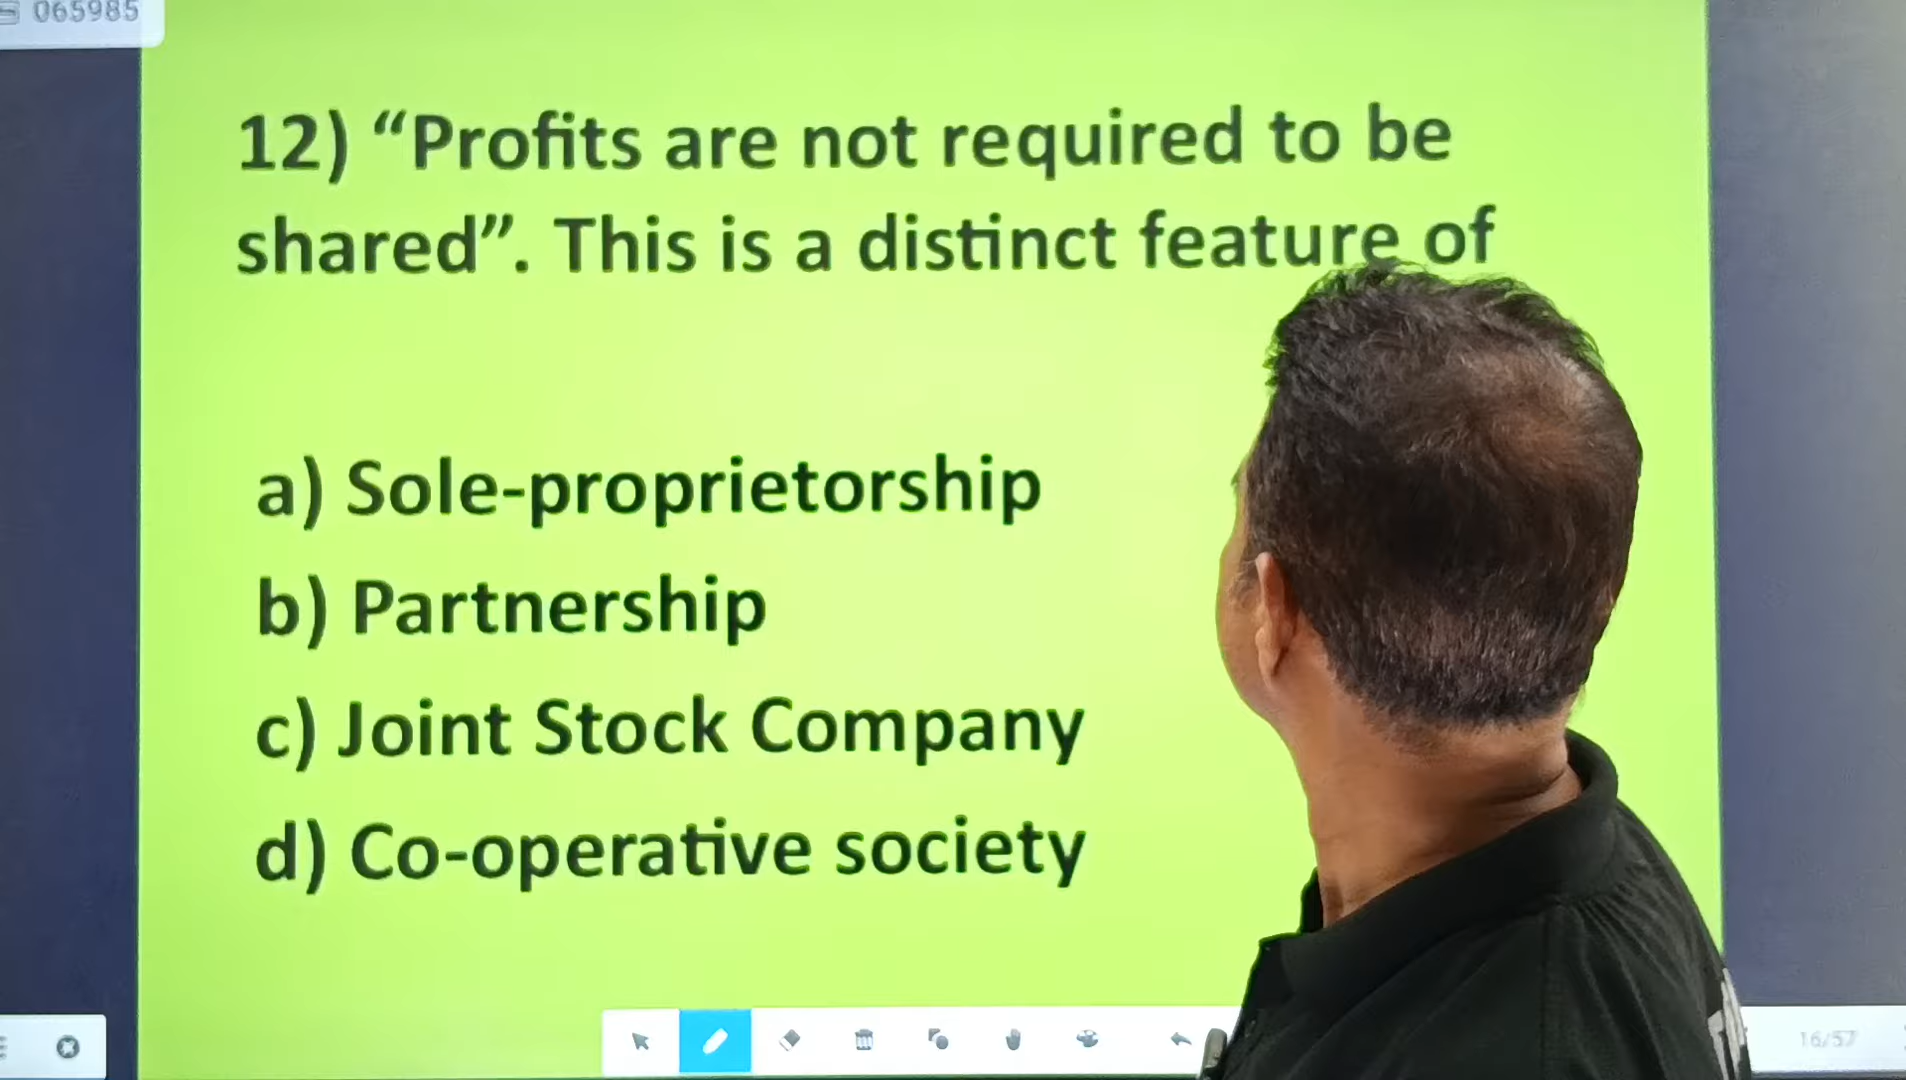 065985
12) “Profits are not required to be
shared”. This is a distinct feature of
a) Sole-proprietorship
b) Partnership
c) Joint Stock Company
d) Co-operative society
16/57